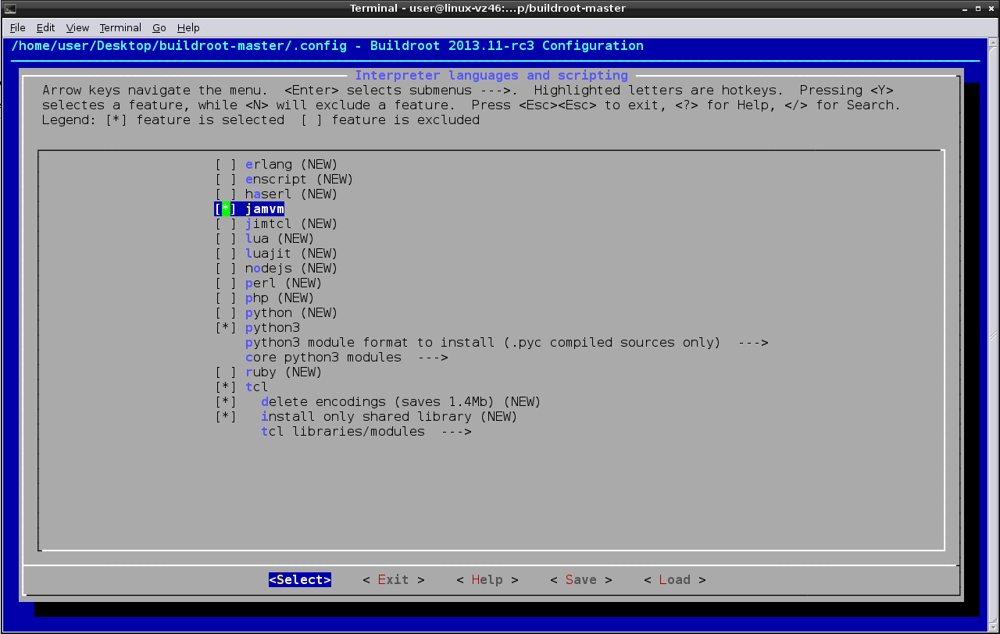 Terminal - user@linux-vz46:...p/buildroot-master
File Edit View Terminal Go Help
/home/user/Desktop/buildroot-master/.config - Buildroot 2013.11-rc3 Configuration
Interpreter languages and scripting
Arrow keys navigate the menu.  <Enter> selects submenus --->.  Highlighted letters are hotkeys.  Pressing <Y>
selectes a feature, while <N> will exclude a feature.  Press <Esc><Esc> to exit, <?> for Help, </> for Search.
Legend: [*] feature is selected  [ ] feature is excluded
[ ] erlang (NEW)
[ ] enscript (NEW)
[ ] haserl (NEW)
[*] jamvm
[ ] jimtcl (NEW)
[ ] lua (NEW)
[ ] luajit (NEW)
[ ] nodejs (NEW)
[ ] perl (NEW)
[ ] php (NEW)
[ ] python (NEW)
[*] python3
python3 module format to install (.pyc compiled sources only)  --->
core python3 modules  --->
[ ] ruby (NEW)
[*] tcl
[*]   delete encodings (saves 1.4Mb) (NEW)
[*]   install only shared library (NEW)
tcl libraries/modules  --->
<Select>    < Exit >    < Help >    < Save >    < Load >